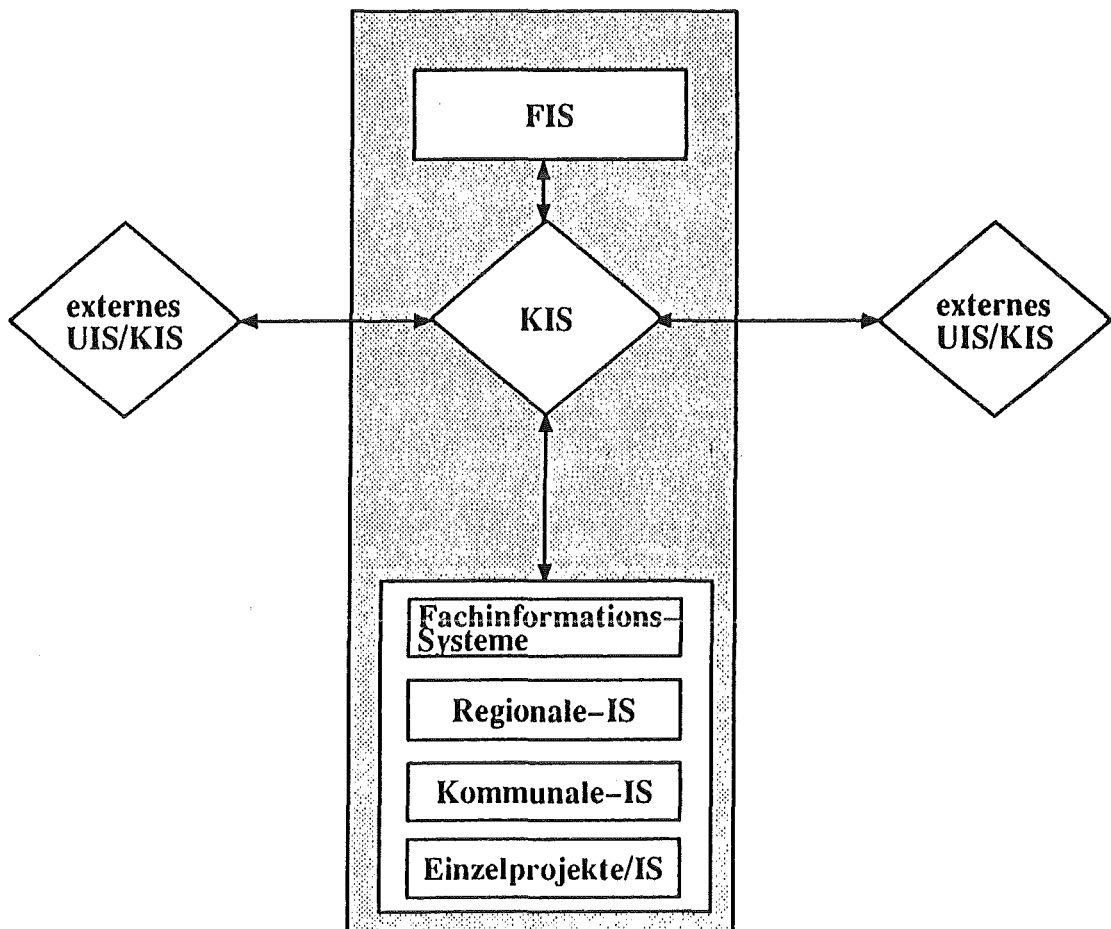 FIS
externes
UIS/KIS
KIS
externes
UIS/KIS
Fachinformations–
Systeme
Regionale–IS
Kommunale–IS
Einzelprojekte/IS